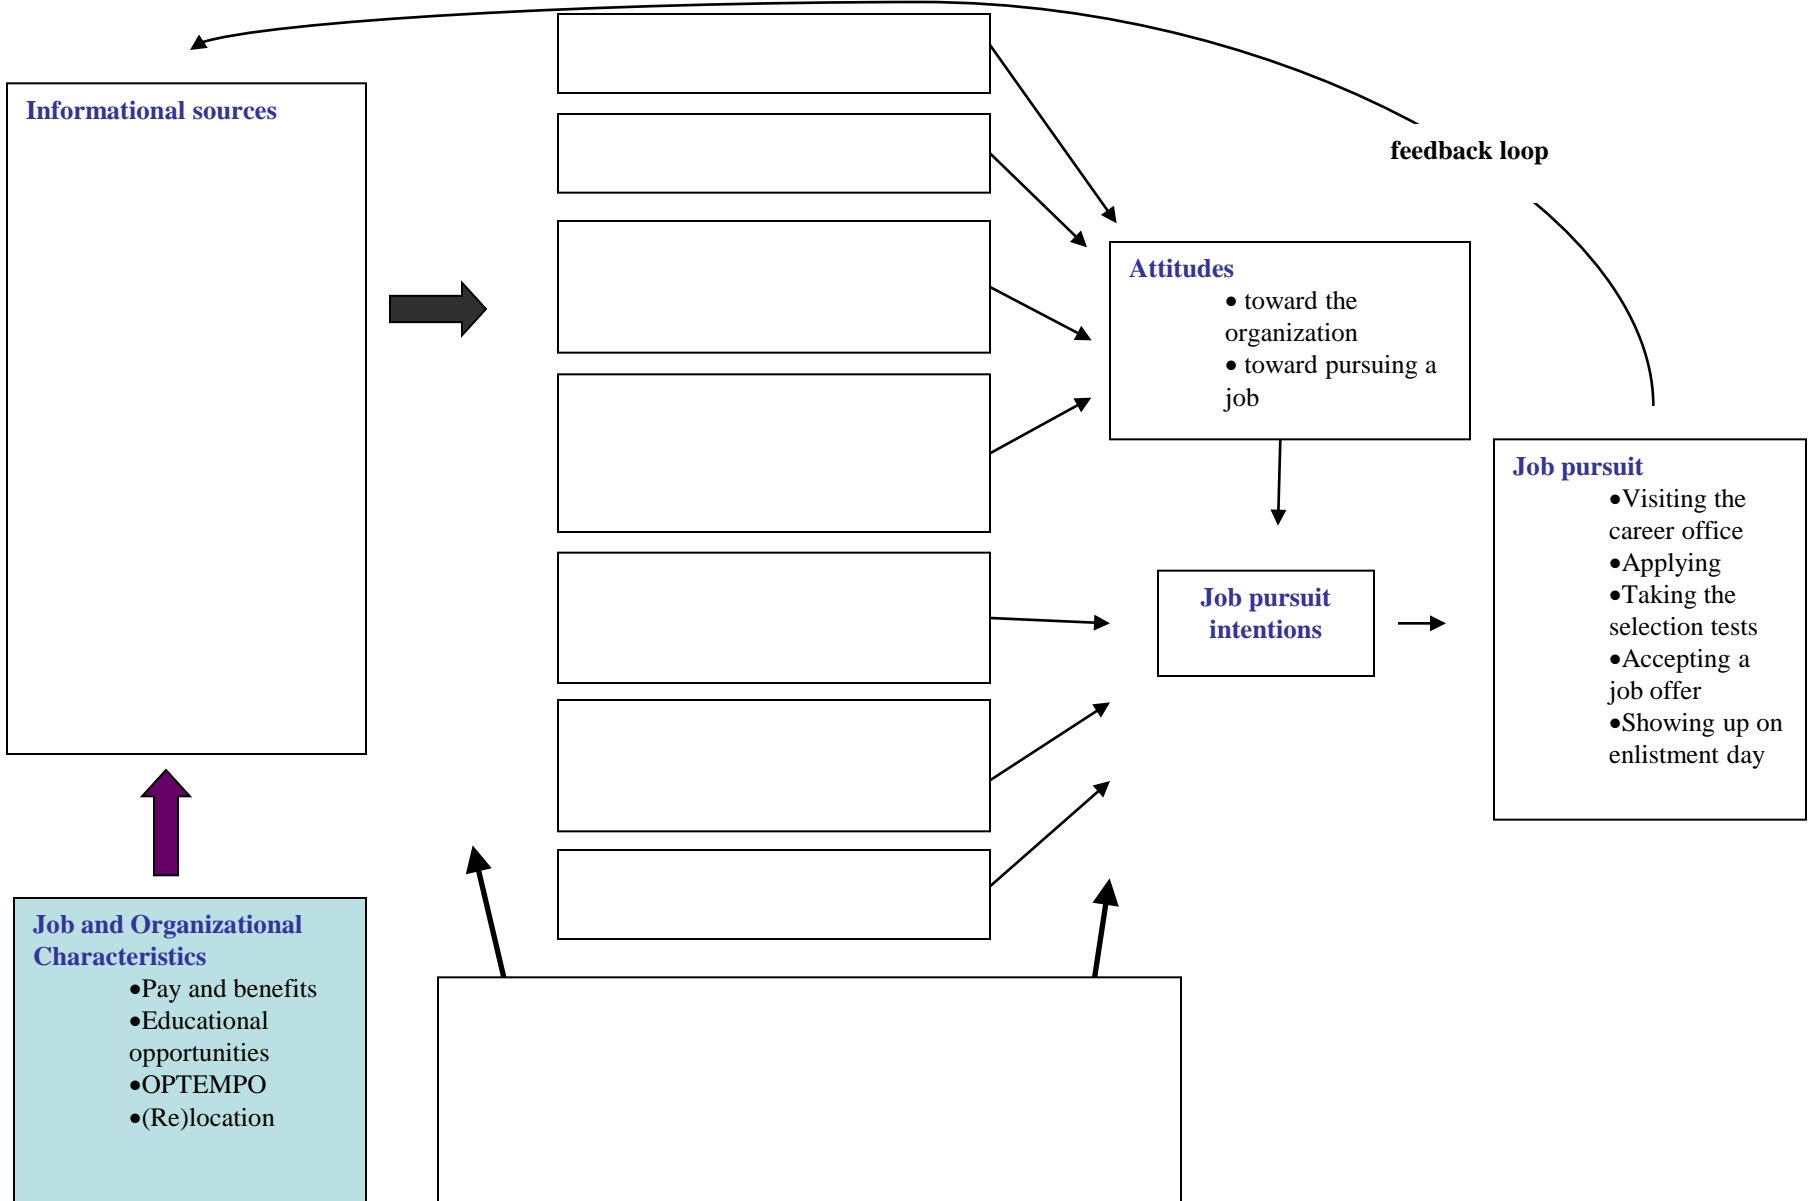 Informational sources
feedback loop
Attitudes
• toward the
organization
• toward pursuing a
job
Job pursuit
•Visiting the
career office
•Applying
•Taking the
selection tests
•Accepting a
job offer
•Showing up on
enlistment day
Job pursuit
intentions
Job and Organizational
Characteristics
•Pay and benefits
•Educational
opportunities
•OPTEMPO
•(Re)location